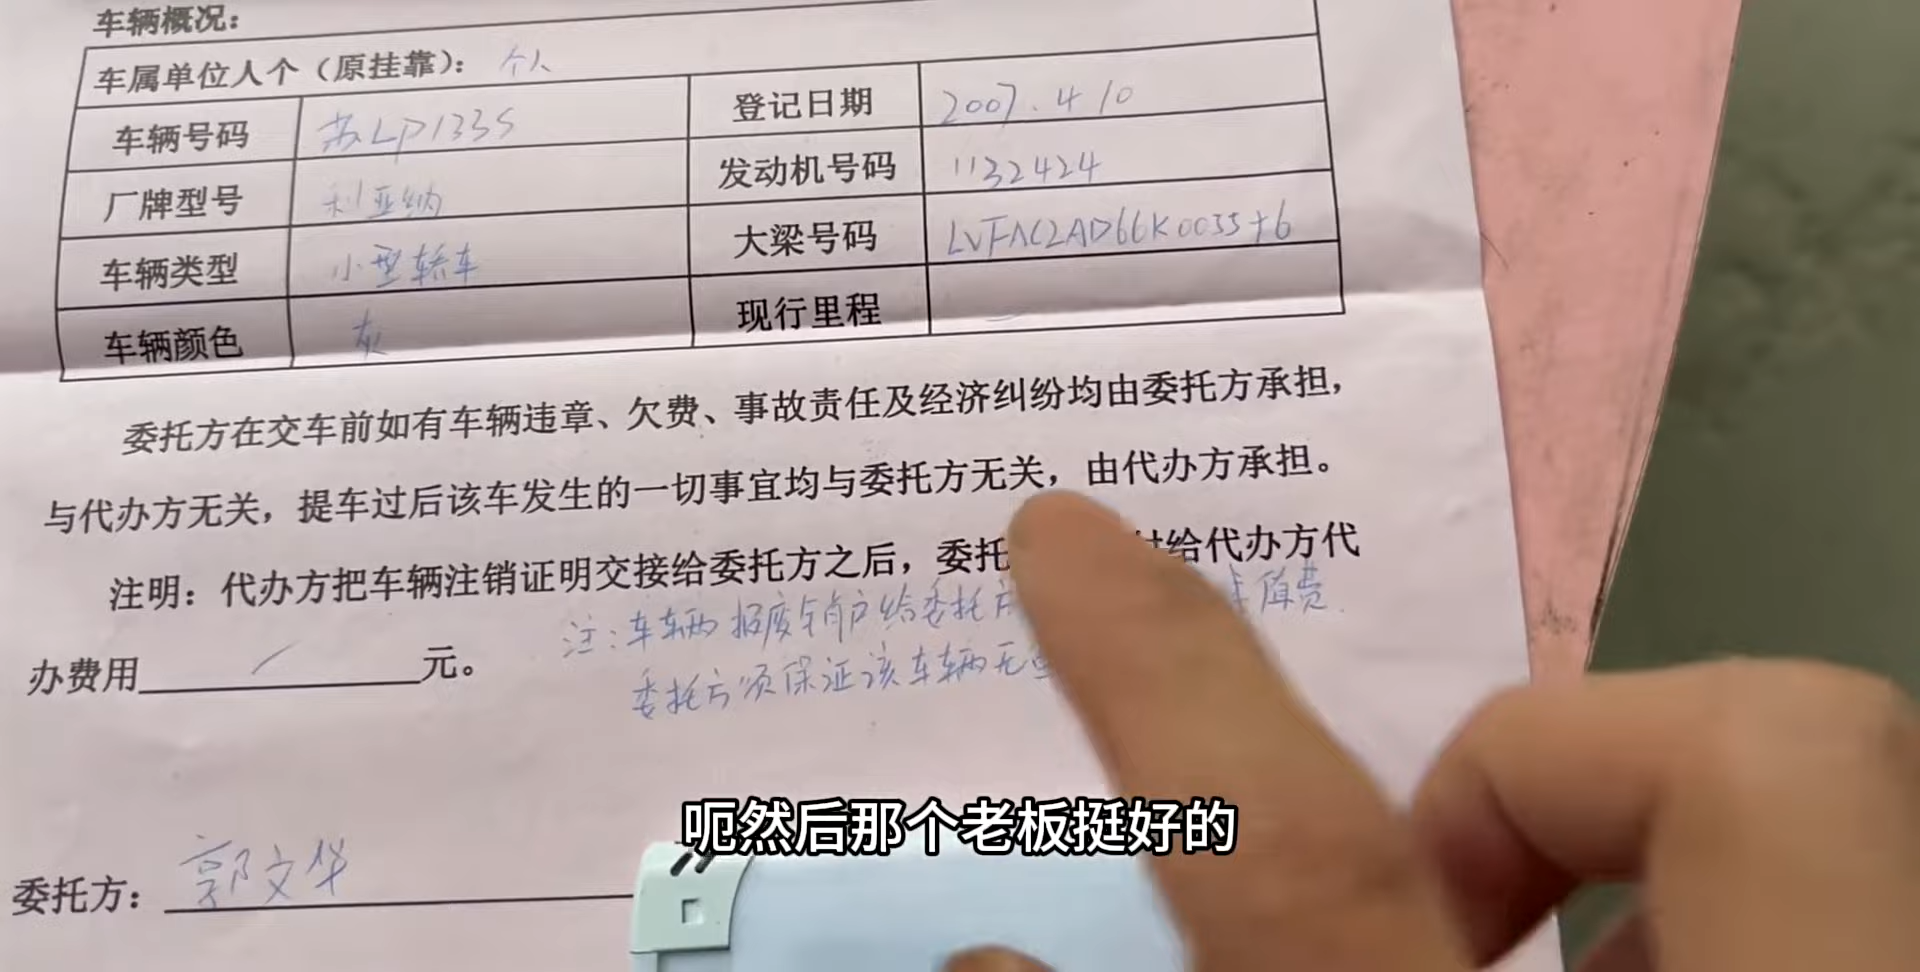 车辆概况：
车属单位人个（原挂靠）： 个人
车辆号码 苏LP1335 登记日期 2007.4 10
厂牌型号 利亚纳 发动机号码 1132424
车辆类型 小型轿车 大梁号码
车辆颜色 灰 现行里程
委托方在交车前如有车辆违章、欠费、事故责任及经济纠纷均由委托方承担，
与代办方无关，提车过后该车发生的一切事宜均与委托方无关，由代办方承担。
注明：代办方把车辆注销证明交接给委托方之后，委托 付给代办方代
注：车辆报废销户给委托方 值费.
办费用 元。
委托方须保证该车辆无
呃然后那个老板挺好的
委托方： 郭文华